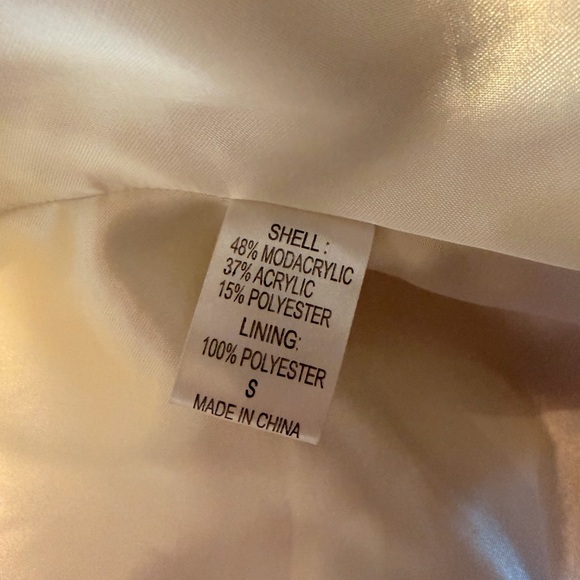 SHELL:
48% MODACRYLIC
37% ACRYLIC
15% POLYESTER
LINING:
100% POLYESTER
S
MADE IN CHINA